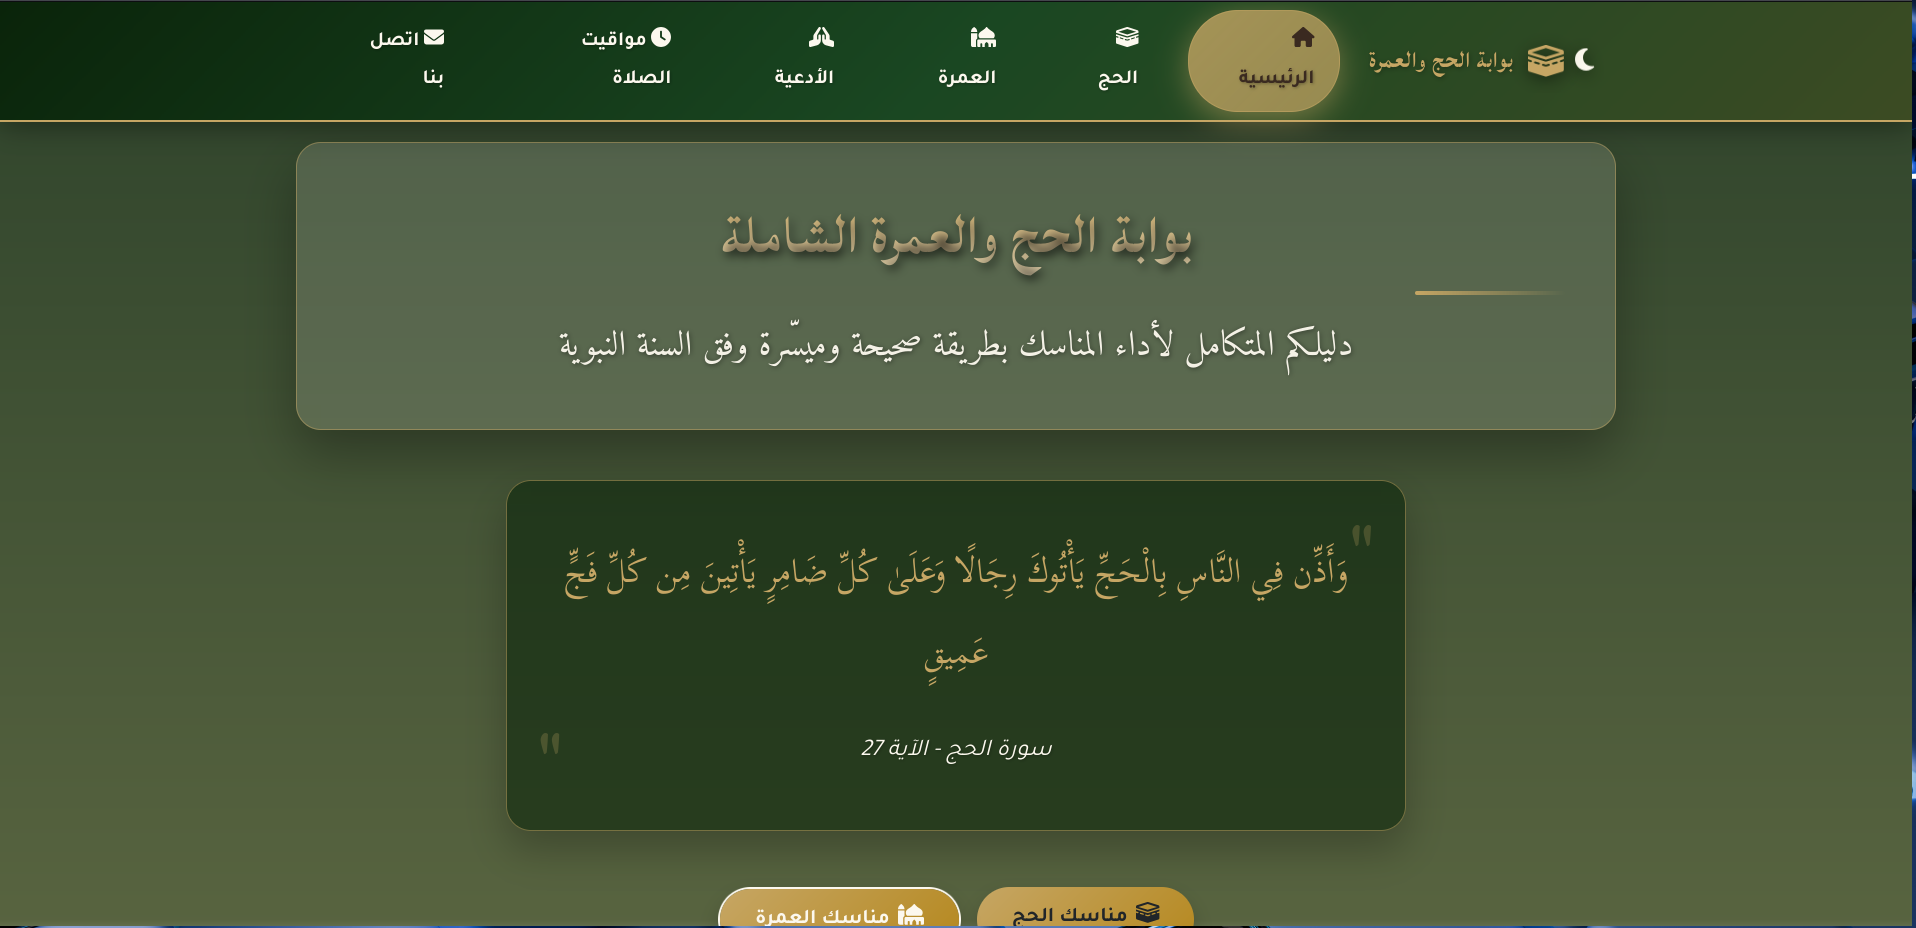 بوابة الحج والعمرة
الرئيسية
الحج
العمرة
الأدعية
مواقيت
الصلاة
اتصل
بنا
بوابة الحج والعمرة الشاملة
دليلكم المتكامل لأداء المناسك بطريقة صحيحة وميسّرة وفق السنة النبوية
"
وَأَذِّن فِي النَّاسِ بِالْحَجِّ يَأْتُوكَ رِجَالًا وَعَلَىٰ كُلِّ ضَامِرٍ يَأْتِينَ مِن كُلِّ فَجٍّ
عَمِيقٍ
سورة الحج - الآية 27
"
مناسك الحج
مناسك العمرة